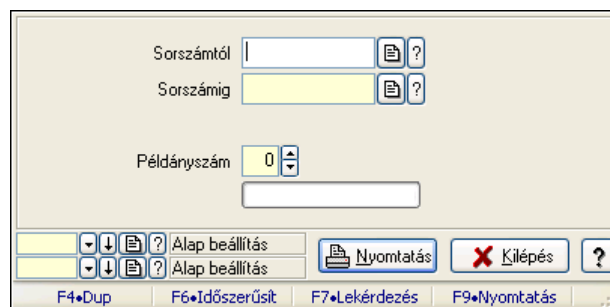 Sorszámtól ?
Sorszámig ?
Példányszám 0
? Alap beállítás
? Alap beállítás
Nyomtatás Kilépés ?
F4•Dup F6•Időszerűsít F7•Lekérdezés F9•Nyomtatás